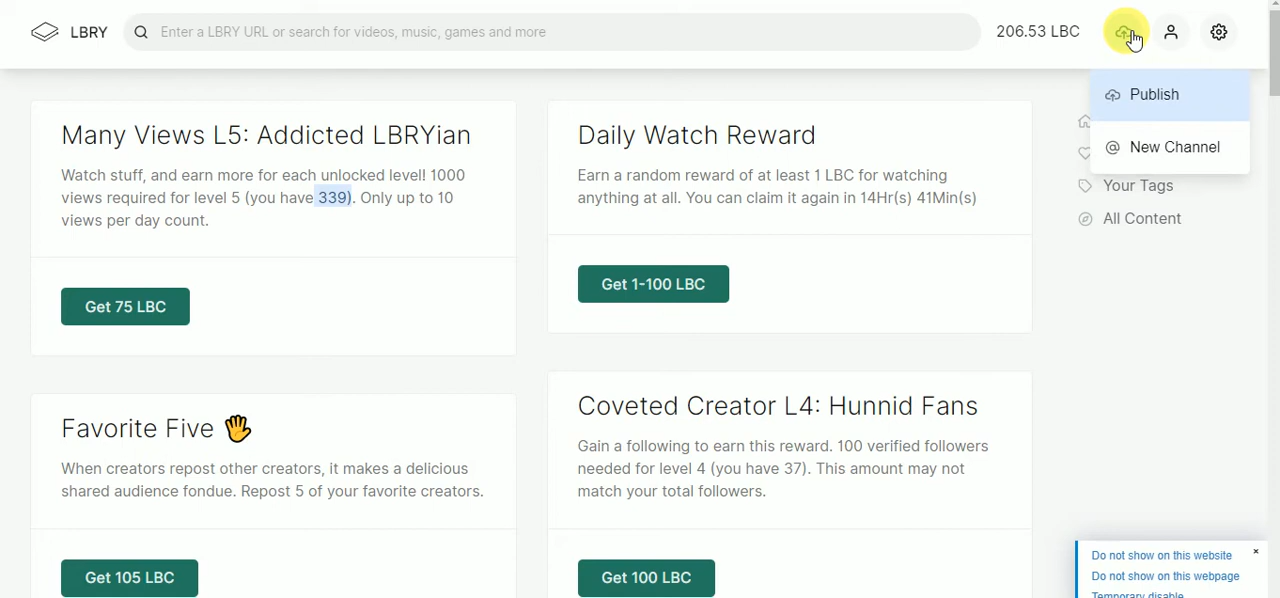 LBRY
Enter a LBRY URL or search for videos, music, games and more
206.53 LBC
Publish
New Channel
Your Tags
All Content
Many Views L5: Addicted LBRYian
Watch stuff, and earn more for each unlocked level! 1000
views required for level 5 (you have 339). Only up to 10
views per day count.
Get 75 LBC
Daily Watch Reward
Earn a random reward of at least 1 LBC for watching
anything at all. You can claim it again in 14Hr(s) 41Min(s)
Get 1-100 LBC
Favorite Five 🖐
When creators repost other creators, it makes a delicious
shared audience fondue. Repost 5 of your favorite creators.
Get 105 LBC
Coveted Creator L4: Hunnid Fans
Gain a following to earn this reward. 100 verified followers
needed for level 4 (you have 37). This amount may not
match your total followers.
Get 100 LBC
Do not show on this website
Do not show on this webpage
Temporary disable